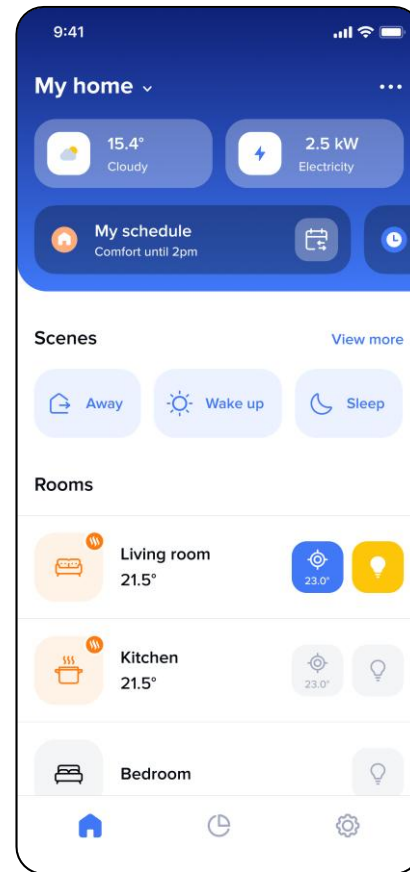 9:41
My home
15.4°
Cloudy
2.5 kW
Electricity
My schedule
Comfort until 2pm
Scenes
View more
Away
Wake up
Sleep
Rooms
Living room
21.5°
23.0°
Kitchen
21.5°
23.0°
Bedroom